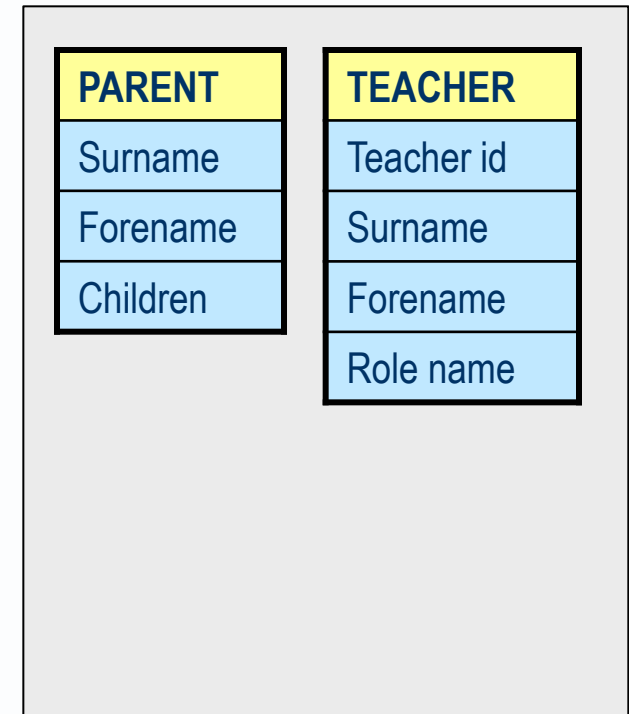 PARENT
Surname
Forename
Children
TEACHER
Teacher id
Surname
Forename
Role name